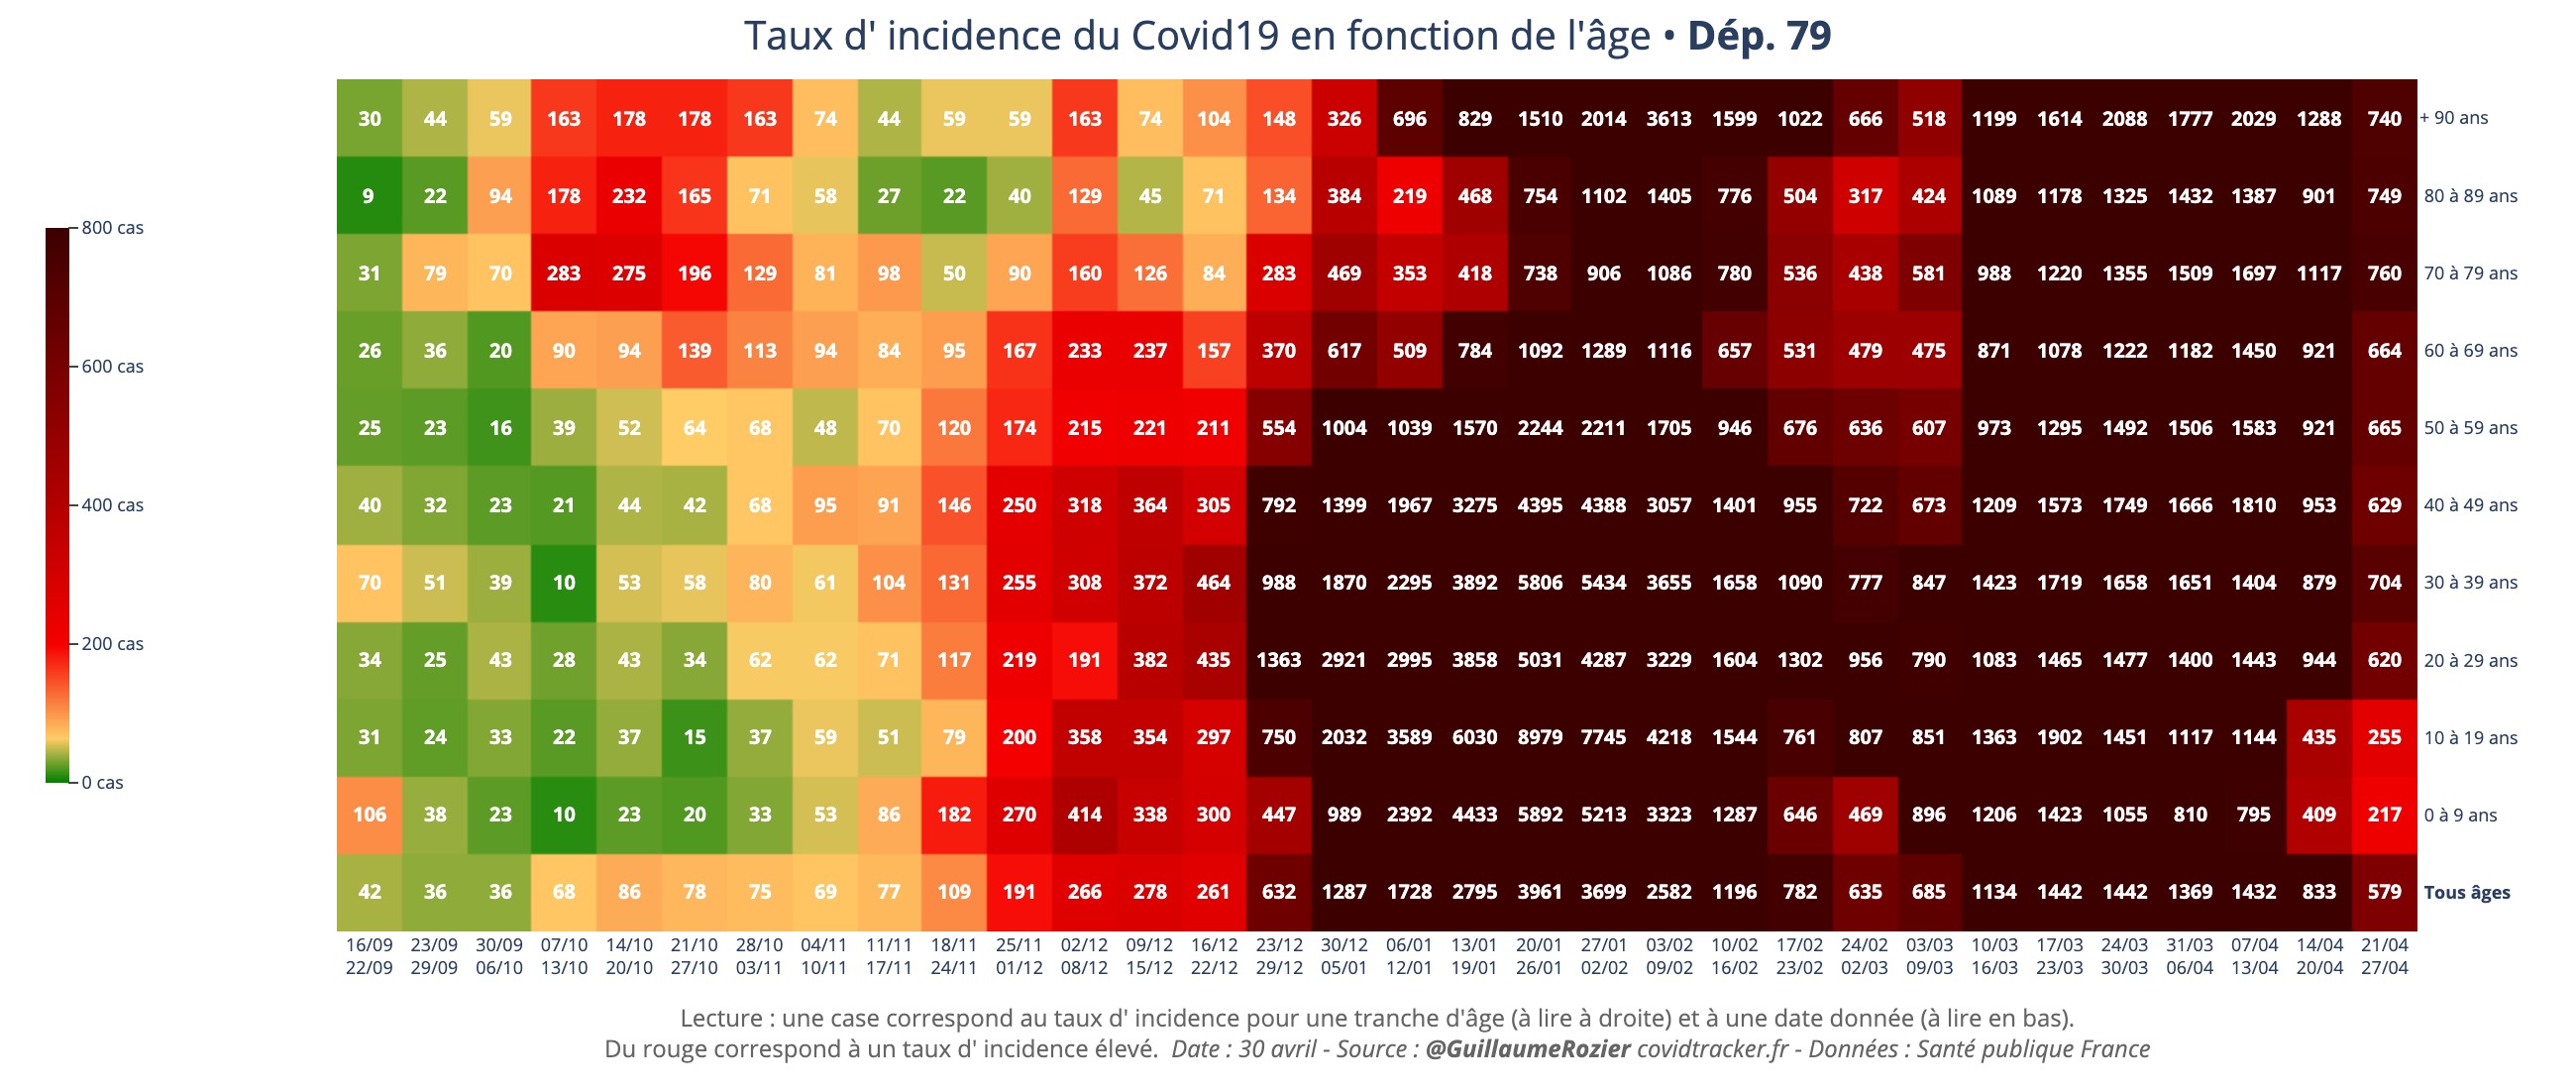 Taux d' incidence du Covid19 en fonction de l'âge • Dép. 79
30 44 59 163 178 178 163 74 44 59 59 163 74 104 148 326 696 829 1510 2014 3613 1599 1022 666 518 1199 1614 2088 1777 2029 1288 740 + 90 ans
9 22 94 178 232 165 71 58 27 22 40 129 45 71 134 384 219 468 754 1102 1405 776 504 317 424 1089 1178 1325 1432 1387 901 749 80 à 89 ans
31 79 70 283 275 196 129 81 98 50 90 160 126 84 283 469 353 418 738 906 1086 780 536 438 581 988 1220 1355 1509 1697 1117 760 70 à 79 ans
26 36 20 90 94 139 113 94 84 95 167 233 237 157 370 617 509 784 1092 1289 1116 657 531 479 475 871 1078 1222 1182 1450 921 664 60 à 69 ans
25 23 16 39 52 64 68 48 70 120 174 215 221 211 554 1004 1039 1570 2244 2211 1705 946 676 636 607 973 1295 1492 1506 1583 921 665 50 à 59 ans
40 32 23 21 44 42 68 95 91 146 250 318 364 305 792 1399 1967 3275 4395 4388 3057 1401 955 722 673 1209 1573 1749 1666 1810 953 629 40 à 49 ans
70 51 39 10 53 58 80 61 104 131 255 308 372 464 988 1870 2295 3892 5806 5434 3655 1658 1090 777 847 1423 1719 1658 1651 1404 879 704 30 à 39 ans
34 25 43 28 43 34 62 62 71 117 219 191 382 435 1363 2921 2995 3858 5031 4287 3229 1604 1302 956 790 1083 1465 1477 1400 1443 944 620 20 à 29 ans
31 24 33 22 37 15 37 59 51 79 200 358 354 297 750 2032 3589 6030 8979 7745 4218 1544 761 807 851 1363 1902 1451 1117 1144 435 255 10 à 19 ans
106 38 23 10 23 20 33 53 86 182 270 414 338 300 447 989 2392 4433 5892 5213 3323 1287 646 469 896 1206 1423 1055 810 795 409 217 0 à 9 ans
42 36 36 68 86 78 75 69 77 109 191 266 278 261 632 1287 1728 2795 3961 3699 2582 1196 782 635 685 1134 1442 1442 1369 1432 833 579 Tous âges
16/09 23/09 30/09 07/10 14/10 21/10 28/10 04/11 11/11 18/11 25/11 02/12 09/12 16/12 23/12 30/12 06/01 13/01 20/01 27/01 03/02 10/02 17/02 24/02 03/03 10/03 17/03 24/03 31/03 07/04 14/04 21/04
22/09 29/09 06/10 13/10 20/10 27/10 03/11 10/11 17/11 24/11 01/12 08/12 15/12 22/12 29/12 05/01 12/01 19/01 26/01 02/02 09/02 16/02 23/02 02/03 09/03 16/03 23/03 30/03 06/04 13/04 20/04 27/04
800 cas
600 cas
400 cas
200 cas
0 cas
Lecture : une case correspond au taux d' incidence pour une tranche d'âge (à lire à droite) et à une date donnée (à lire en bas).
Du rouge correspond à un taux d' incidence élevé. Date : 30 avril - Source : @GuillaumeRozier covidtracker.fr - Données : Santé publique France